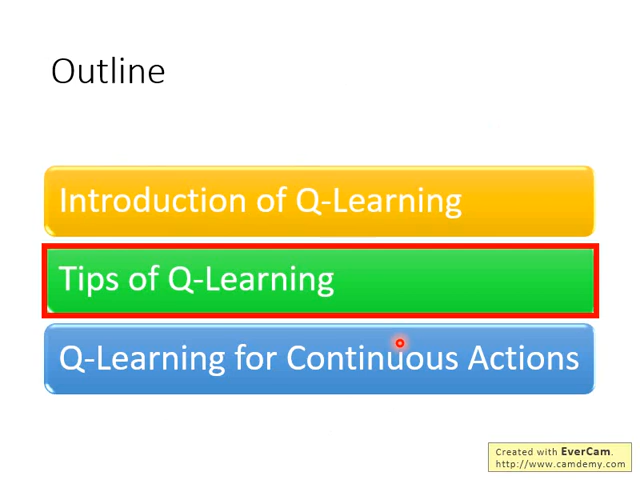 Outline
Introduction of Q-Learning
Tips of Q-Learning
Q-Learning for Continuous Actions
Created with EverCam.
http://www.camdemy.com